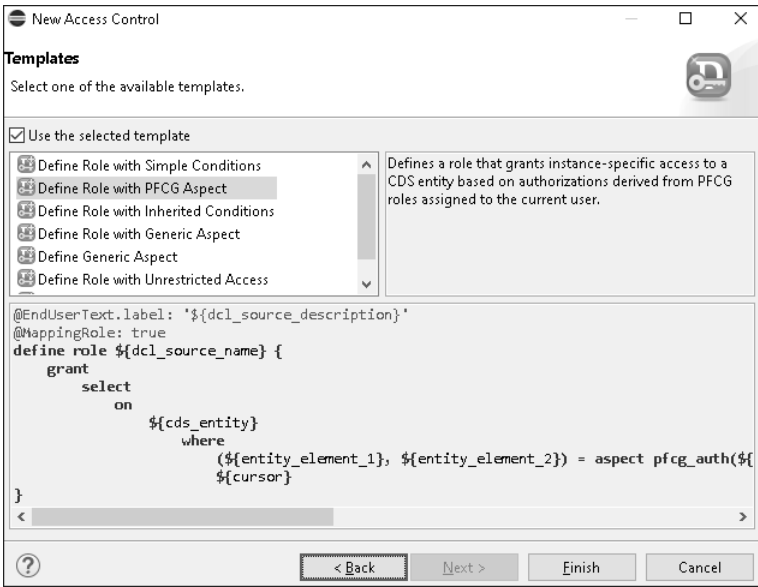 New Access Control
Templates
Select one of the available templates.
Use the selected template
Define Role with Simple Conditions
Define Role with PFCG Aspect
Define Role with Inherited Conditions
Define Role with Generic Aspect
Define Generic Aspect
Define Role with Unrestricted Access
Defines a role that grants instance-specific access to a
CDS entity based on authorizations derived from PFCG
roles assigned to the current user.
@EndUserText.label: '${dcl_source_description}'
@MappingRole: true
define role ${dcl_source_name} {
grant
select
on
${cds_entity}
where
(${entity_element_1}, ${entity_element_2}) = aspect pfcg_auth(${
${cursor}
}
? < Back Next > Finish Cancel